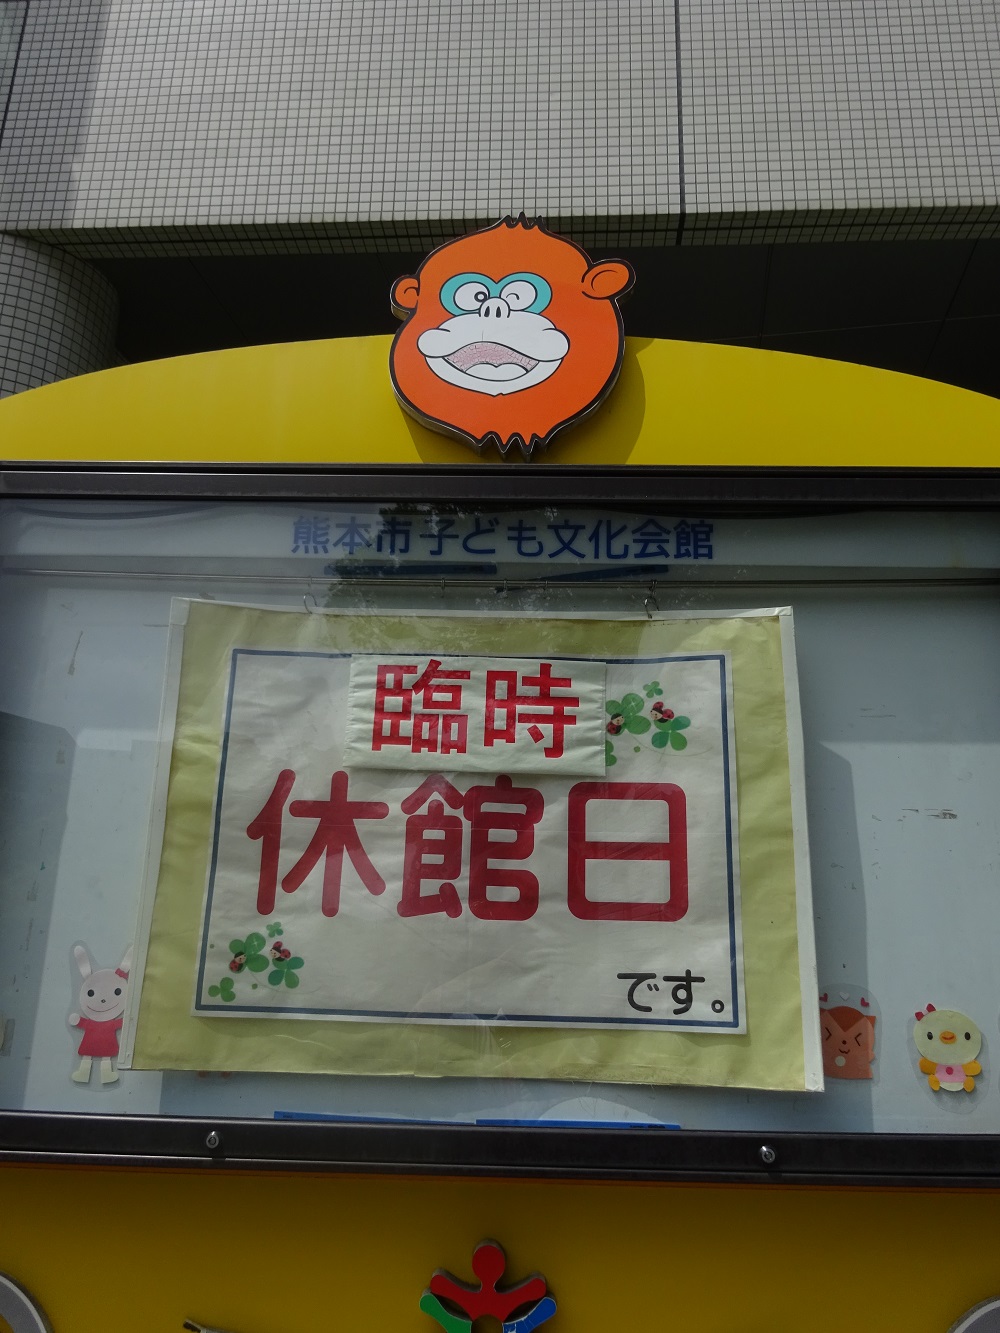 熊本市子ども文化会館
臨時
休館日
です。